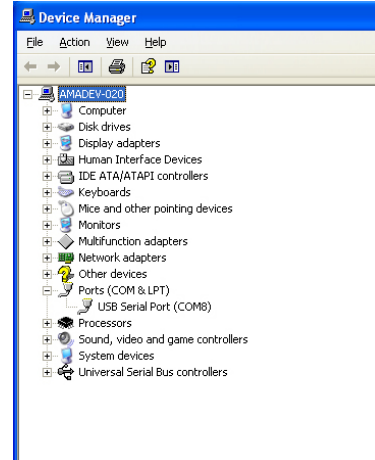 Device Manager
File Action View Help
AMADEV-020
Computer
Disk drives
Display adapters
Human Interface Devices
IDE ATA/ATAPI controllers
Keyboards
Mice and other pointing devices
Monitors
Multifunction adapters
Network adapters
Other devices
Ports (COM & LPT)
USB Serial Port (COM8)
Processors
Sound, video and game controllers
System devices
Universal Serial Bus controllers